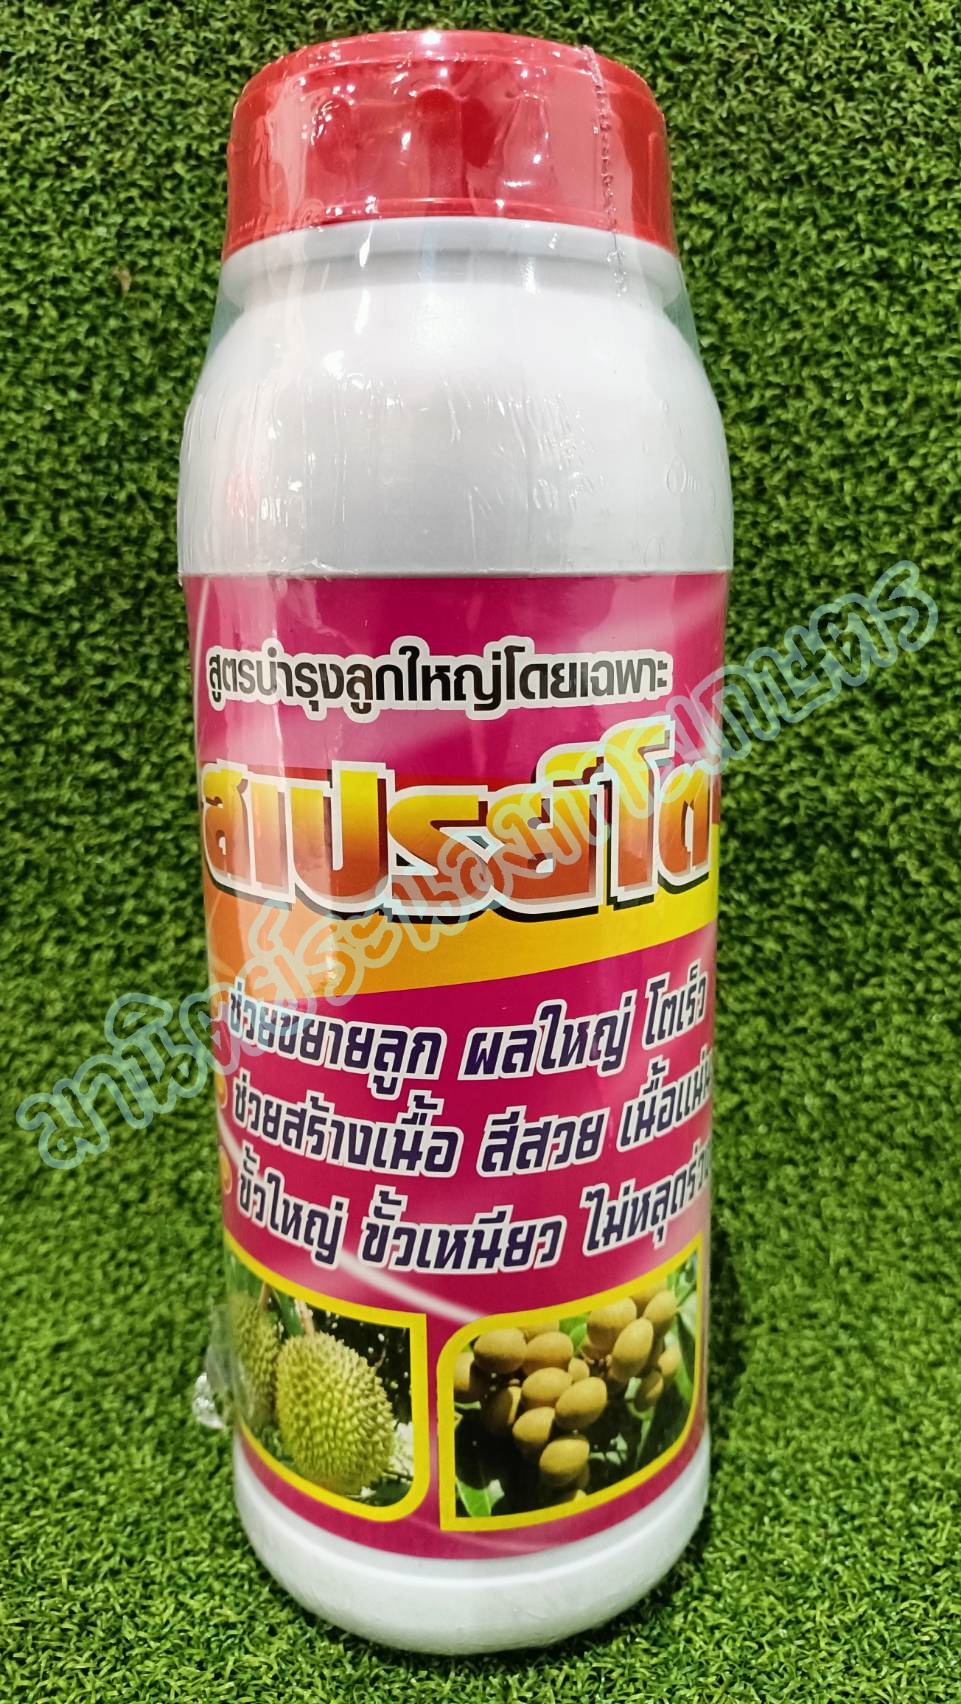 สูตรบำรุงลูกใหญ่โดยเฉพาะ
สเปรย์โต
ช่วยขยายลูก ผลใหญ่ โตเร็ว
ช่วยสร้างเนื้อ สีสวย เนื้อแน่น
ขั้วใหญ่ ขั้วเหนียว ไม่หลุดร่วง